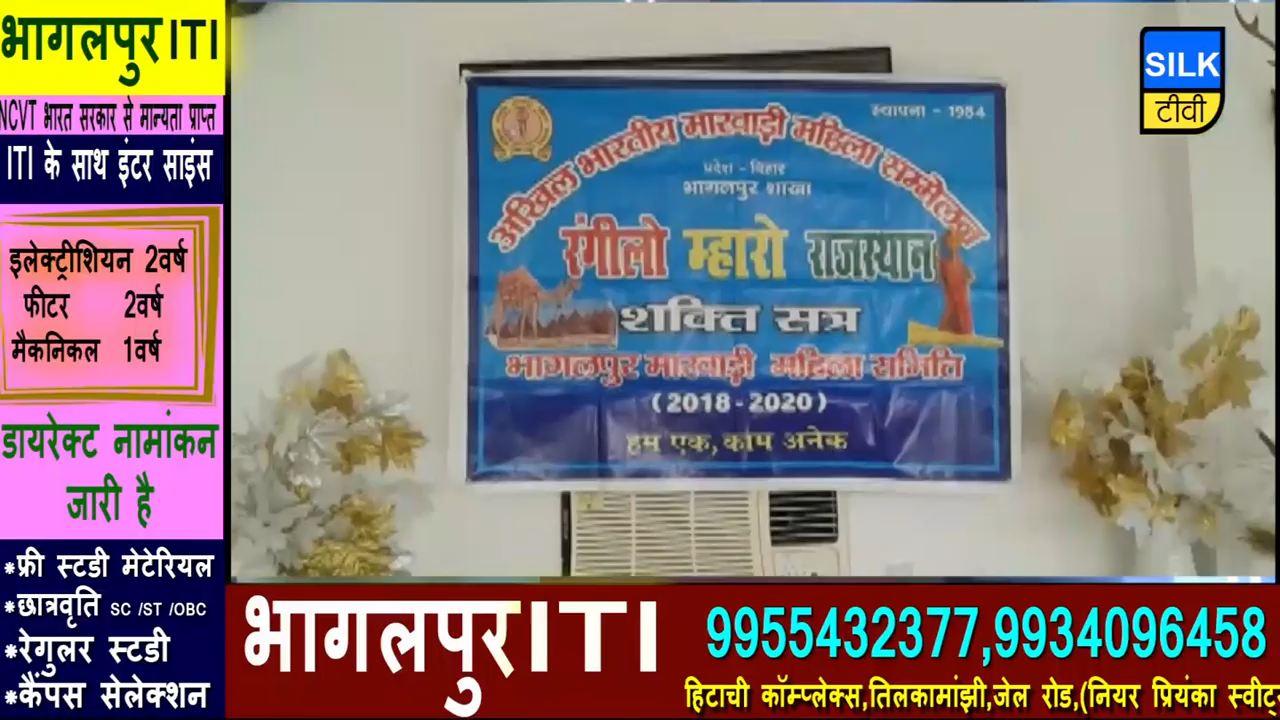 भागलपुर ITI
NCVT भारत सरकार से मान्यता प्राप्त
ITI के साथ इंटर साइंस
इलेक्ट्रीशियन 2वर्ष
फीटर 2वर्ष
मैकनिकल 1वर्ष
डायरेक्ट नामांकन
जारी है
*फ्री स्टडी मेटेरियल
*छात्रवृति SC /ST /OBC
*रेगुलर स्टडी
*कैंपस सेलेक्शन
SILK
टीवी
स्थापना - 1984
अखिल भारतीय मारवाड़ी महिला सम्मेलन
प्रदेश - बिहार
भागलपुर शाखा
रंगीलो म्हारो राजस्थान
शक्ति सत्र
भागलपुर मारवाड़ी महिला समिति
(2018-2020)
हम एक, काम अनेक
भागलपुर ITI
9955432377,9934096458
हिटाची कॉम्प्लेक्स,तिलकामांझी,जेल रोड,(नियर प्रियंका स्वीट्